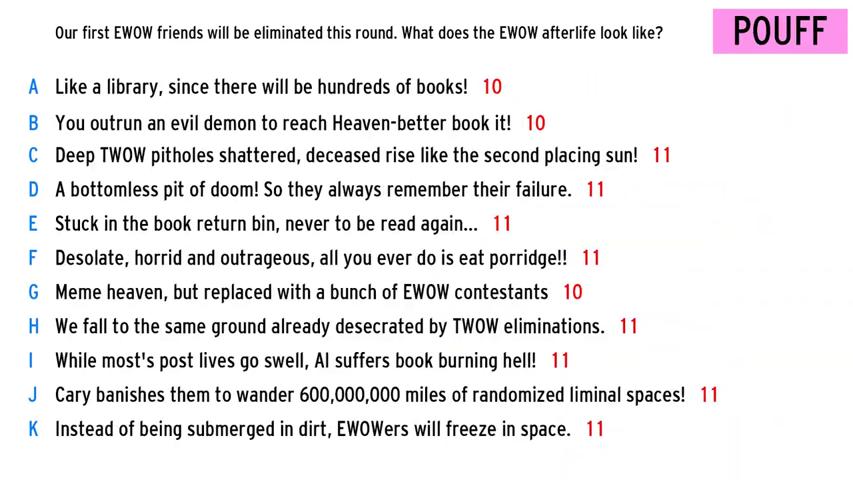 Our first EWOW friends will be eliminated this round. What does the EWOW afterlife look like?
POUFF
A Like a library, since there will be hundreds of books! 10
B You outrun an evil demon to reach Heaven-better book it! 10
C Deep TWOW pitholes shattered, deceased rise like the second placing sun! 11
D A bottomless pit of doom! So they always remember their failure. 11
E Stuck in the book return bin, never to be read again... 11
F Desolate, horrid and outrageous, all you ever do is eat porridge!! 11
G Meme heaven, but replaced with a bunch of EWOW contestants 10
H We fall to the same ground already desecrated by TWOW eliminations. 11
I While most's post lives go swell, AI suffers book burning hell! 11
J Cary banishes them to wander 600,000,000 miles of randomized liminal spaces! 11
K Instead of being submerged in dirt, EWOWers will freeze in space. 11